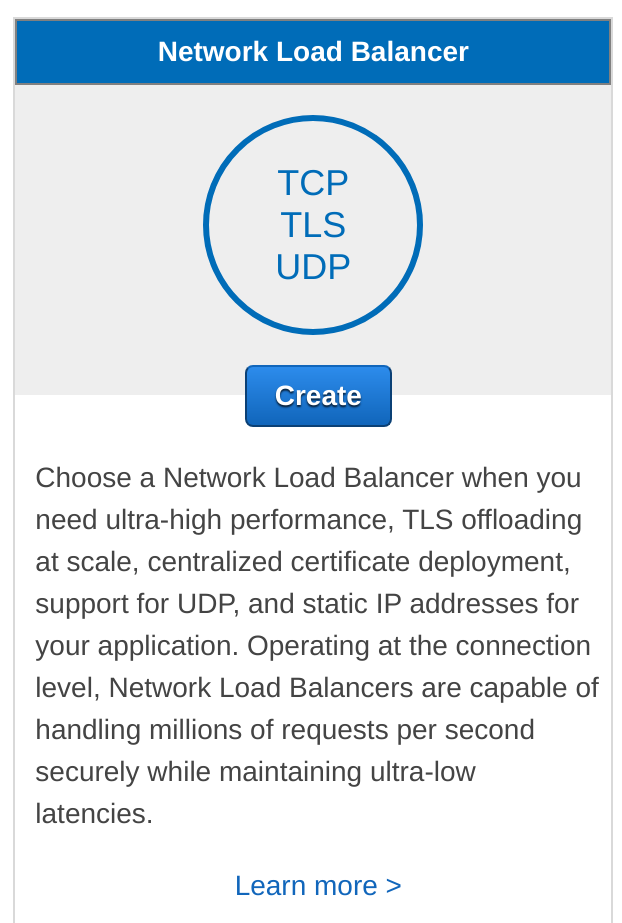 Network Load Balancer
TCP
TLS
UDP
Create
Choose a Network Load Balancer when you
need ultra-high performance, TLS offloading
at scale, centralized certificate deployment,
support for UDP, and static IP addresses for
your application. Operating at the connection
level, Network Load Balancers are capable of
handling millions of requests per second
securely while maintaining ultra-low
latencies.
Learn more >